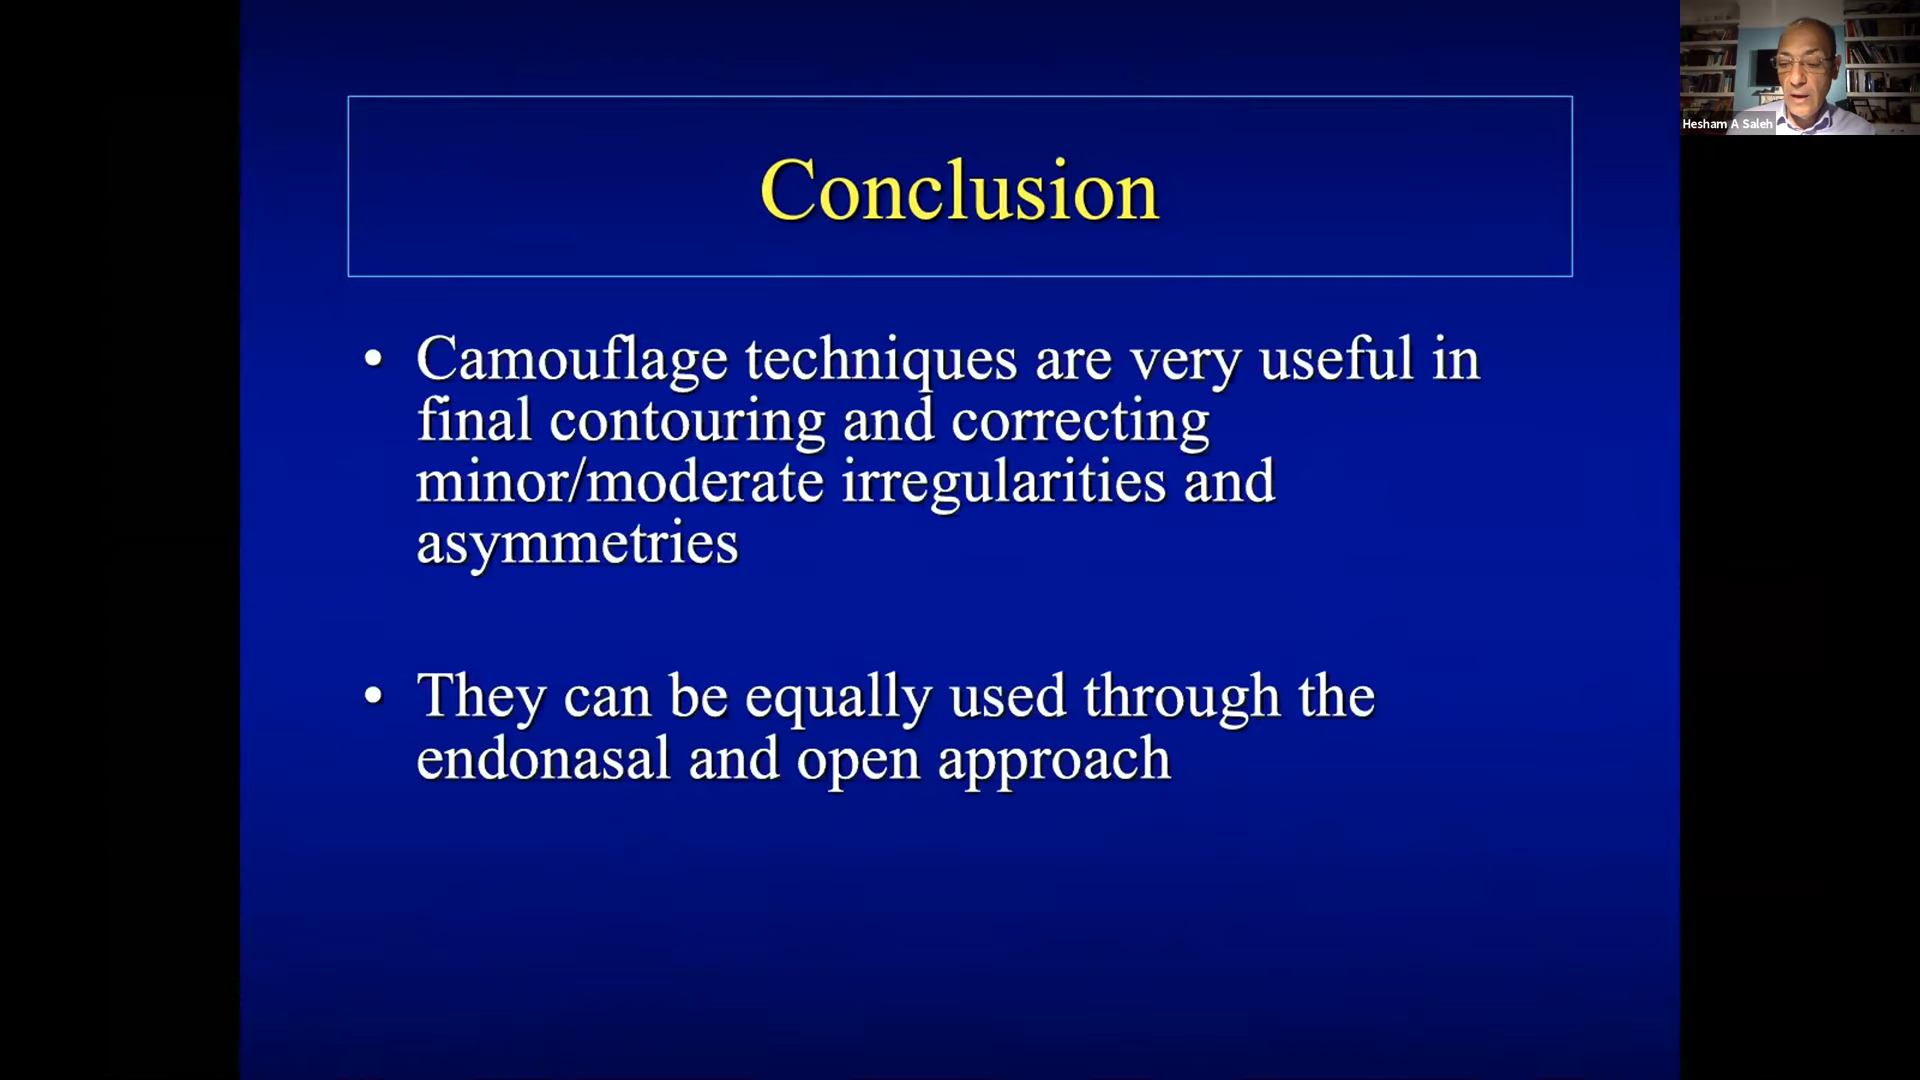 Conclusion
• Camouflage techniques are very useful in
final contouring and correcting
minor/moderate irregularities and
asymmetries
• They can be equally used through the
endonasal and open approach
Hesham A Saleh